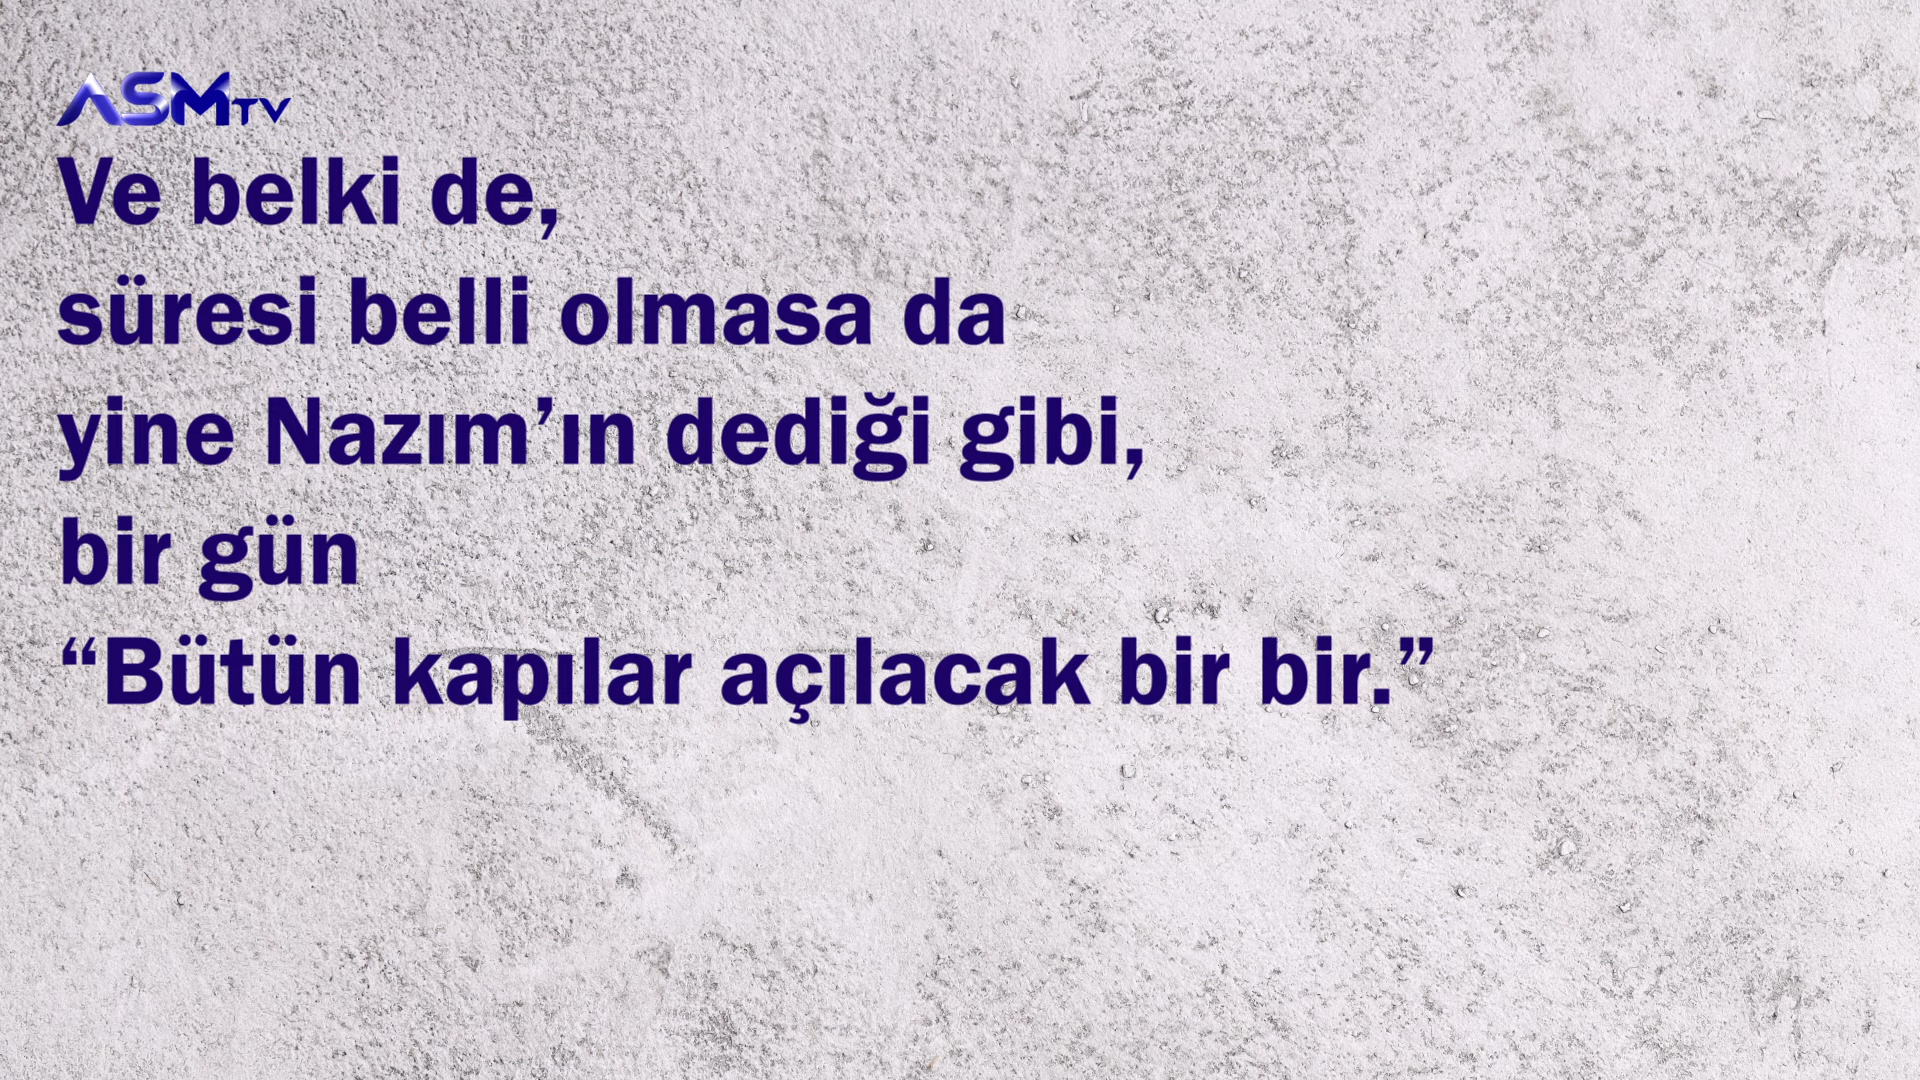 ASMTV
Ve belki de,
süresi belli olmasa da
yine Nazım’ın dediği gibi,
bir gün
“Bütün kapılar açılacak bir bir.”